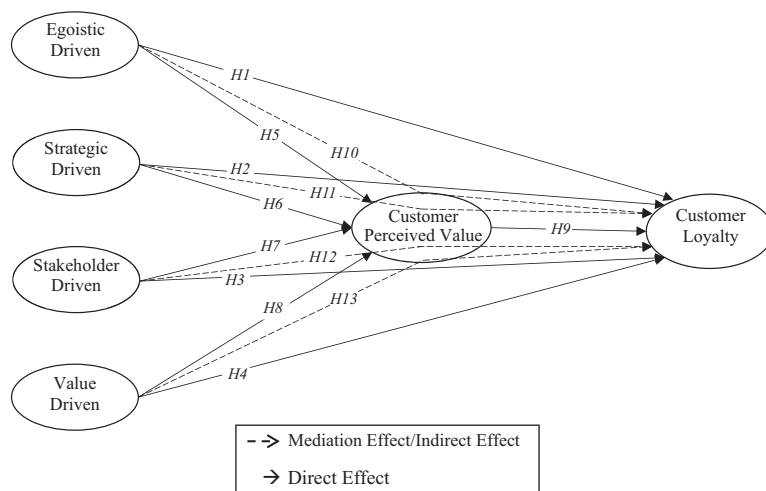 Egoistic
Driven
H1
H5
H10
Strategic
Driven
H2
H11
H6
Customer
Perceived Value
Customer
Loyalty
H9
H7
H12
Stakeholder
Driven
H3
H13
H8
Value
Driven
H4
Mediation Effect/Indirect Effect
Direct Effect